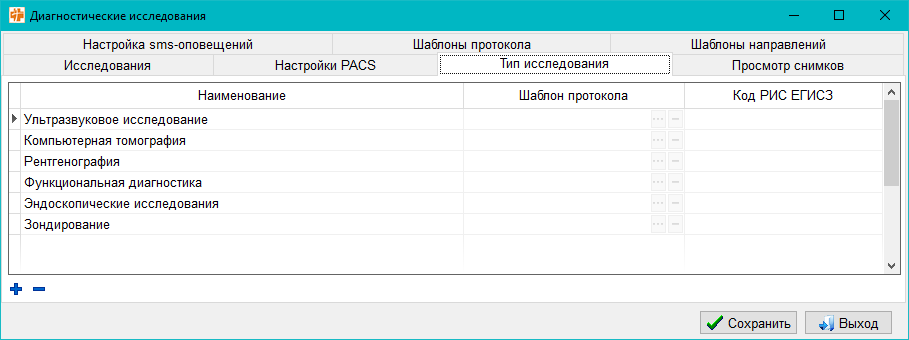 Диагностические исследования
Настройка sms-оповещений Шаблоны протокола Шаблоны направлений
Исследования Настройки PACS Тип исследования Просмотр снимков
Наименование Шаблон протокола Код РИС ЕГИСЗ
Ультразвуковое исследование
Компьютерная томография
Рентгенография
Функциональная диагностика
Эндоскопические исследования
Зондирование
Сохранить Выход